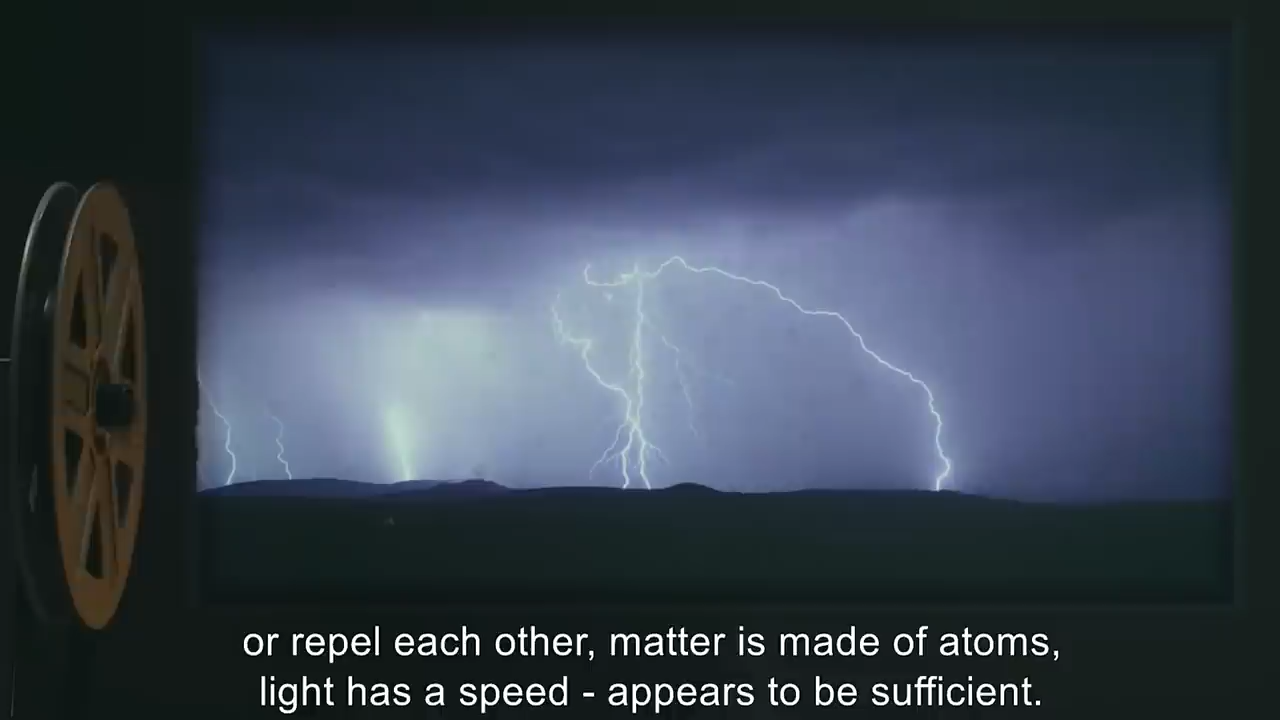 or repel each other, matter is made of atoms,
light has a speed - appears to be sufficient.